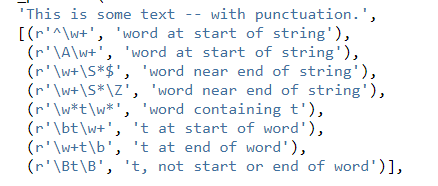 'This is some text -- with punctuation.',
[(r'^\w+', 'word at start of string'),
(r'\A\w+', 'word at start of string'),
(r'\w+\S*$', 'word near end of string'),
(r'\w+\S*\Z', 'word near end of string'),
(r'\w*t\w*', 'word containing t'),
(r'\bt\w+', 't at start of word'),
(r'\w+t\b', 't at end of word'),
(r'\Bt\B', 't, not start or end of word')],